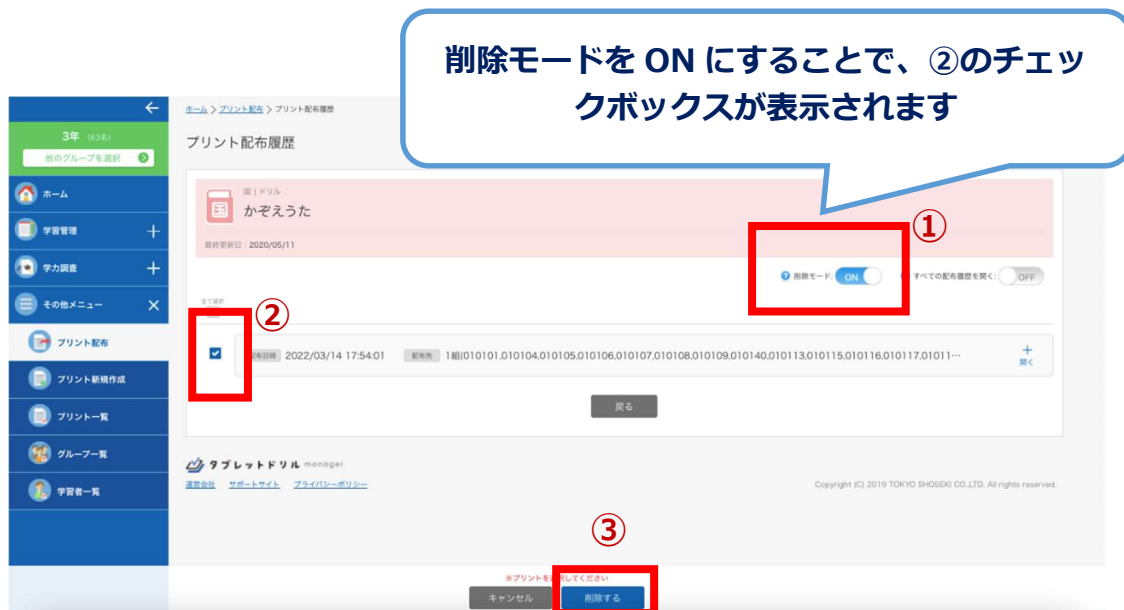 削除モードを ON にすることで、②のチェッ
クボックスが表示されます
←
ホーム > プリント配布 > プリント配布履歴
3年 (63名)
他のグループを選択
プリント配布履歴
ホーム
学習管理
学力調査
その他メニュー
プリント配布
プリント新規作成
プリント一覧
グループ一覧
学習者一覧
国 | ドリル
かぞえうた
最終更新日：2020/05/11
①
? 削除モード: ON
すべての配布履歴を開く: OFF
全て選択
②
配布日時 2022/03/14 17:54:01 配布先 1組(010101,010104,010105,010106,010107,010108,010109,010140,010113,010115,010116,010117,01011…
+
開く
戻る
タブレットドリル manager
運営会社 サポートサイト プライバシーポリシー
Copyright (C) 2019 TOKYO SHOSEKI CO.,LTD. All rights reserved.
③
※プリントを選択してください
キャンセル 削除する